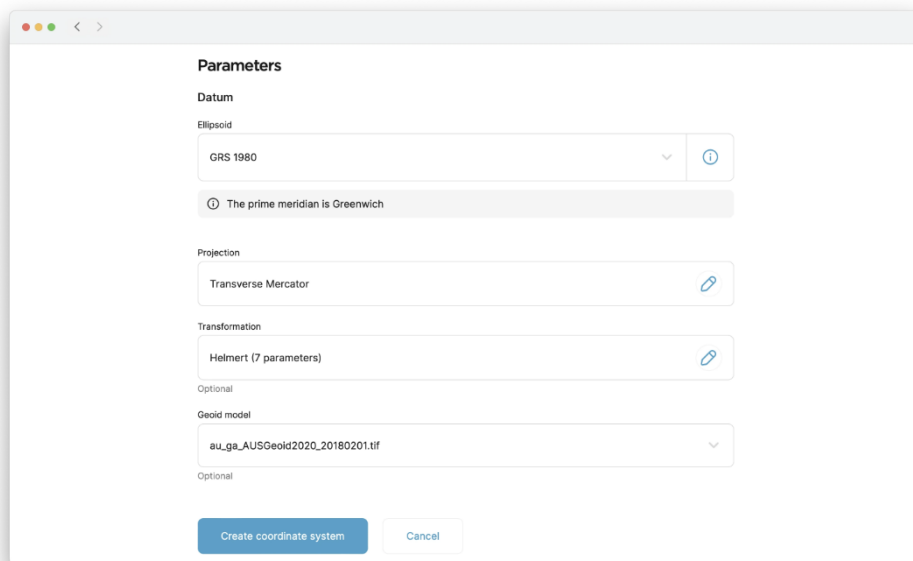 Parameters
Datum
Ellipsoid
GRS 1980
The prime meridian is Greenwich
Projection
Transverse Mercator
Transformation
Helmert (7 parameters)
Optional
Geoid model
au_ga_AUSGeoid2020_20180201.tif
Optional
Create coordinate system
Cancel